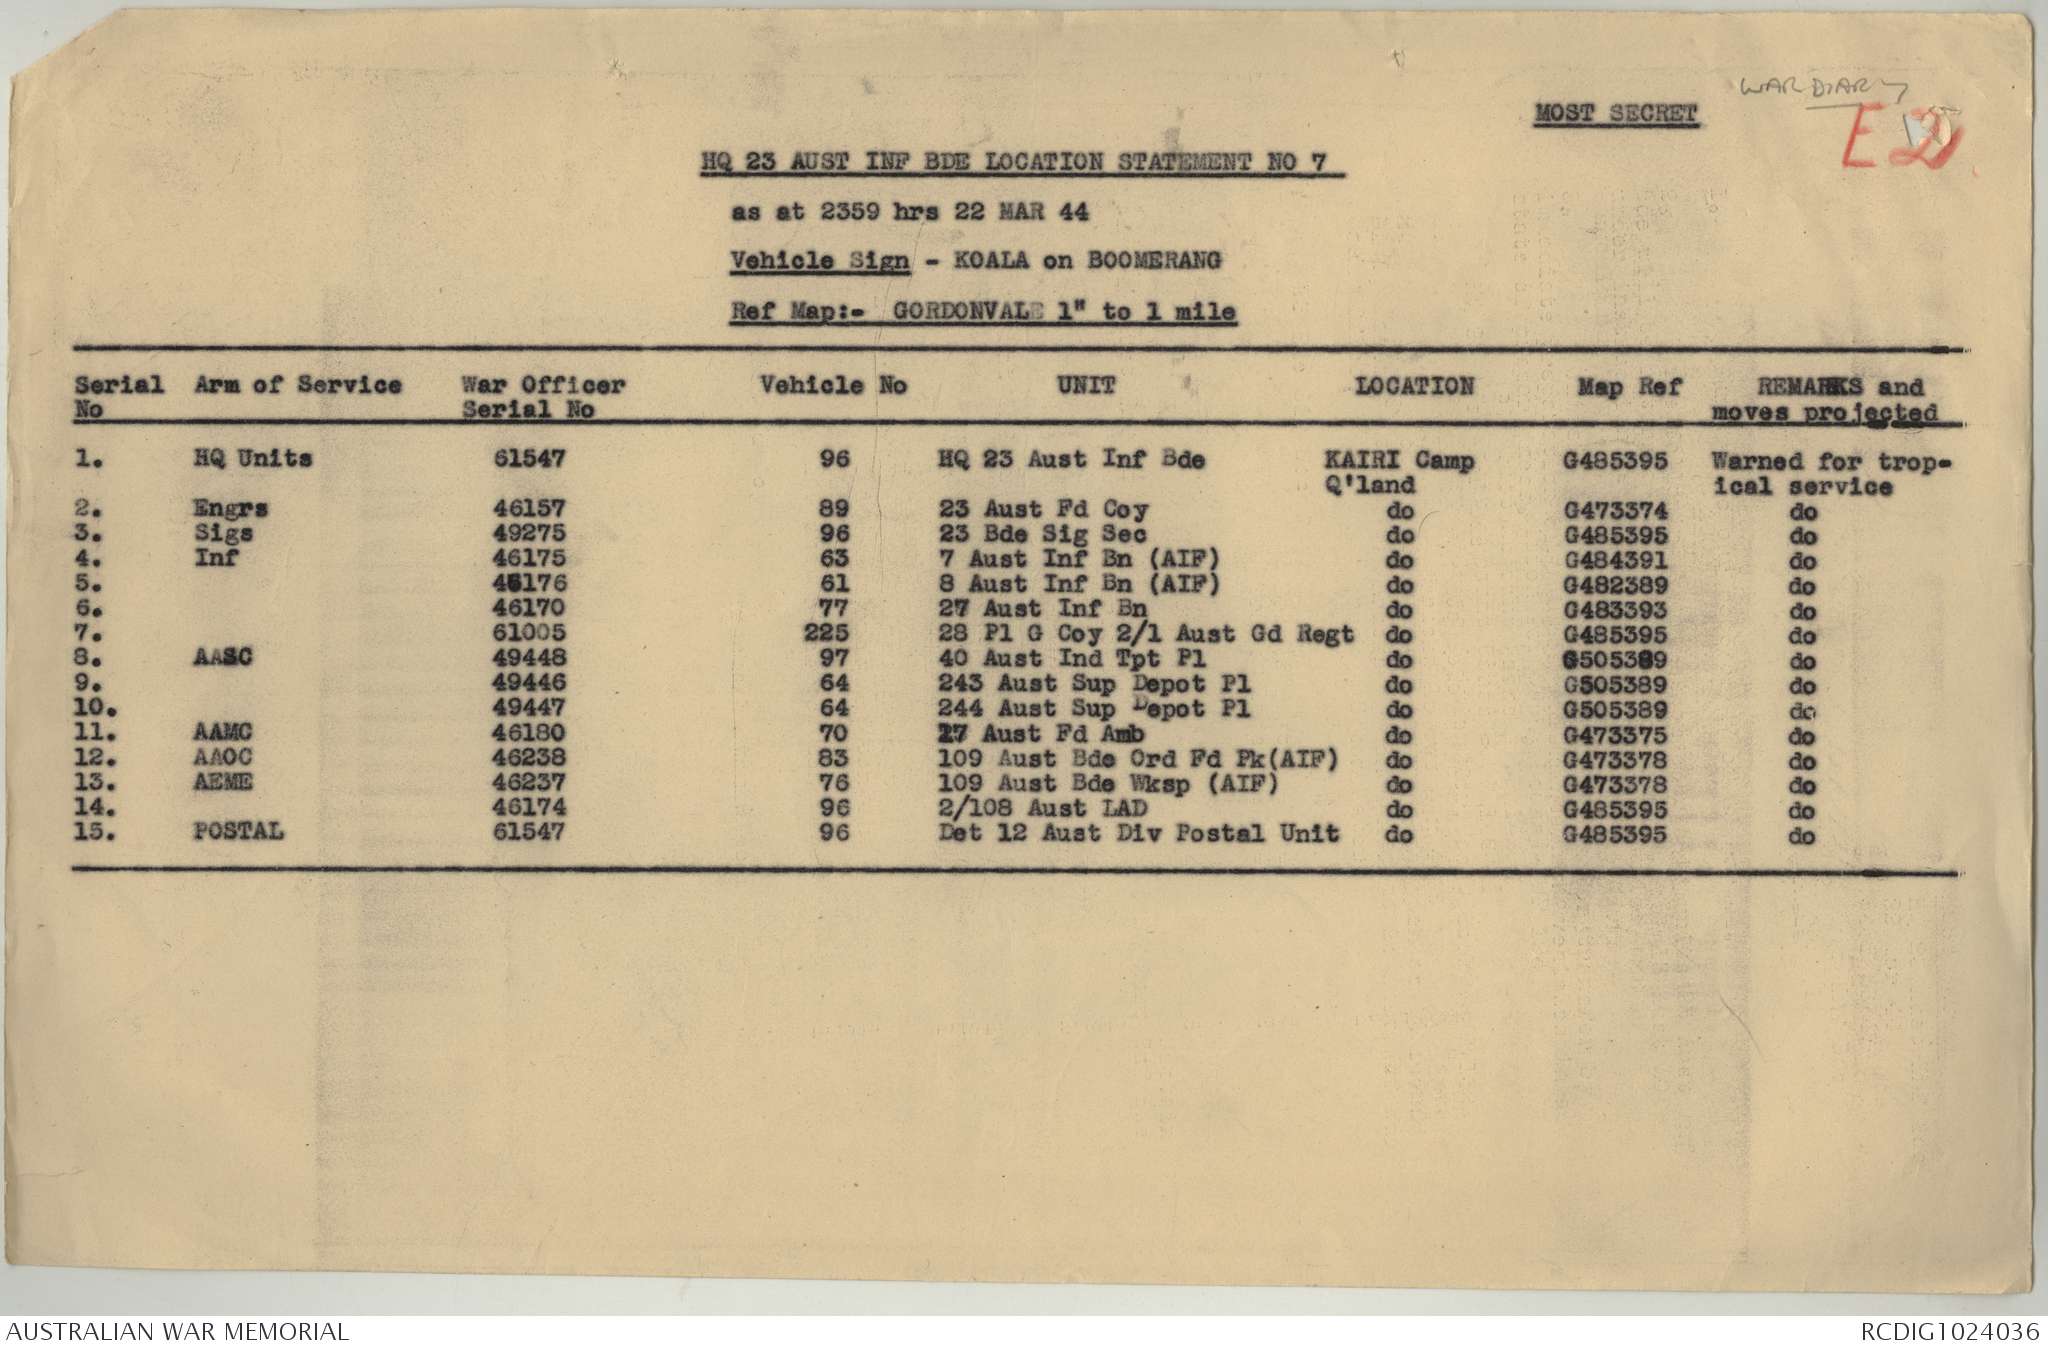 WAR DIARY
MOST SECRET
E 2
HQ 23 AUST INF BDE LOCATION STATEMENT NO 7
as at 2359 hrs 22 MAR 44
Vehicle Sign - KOALA on BOOMERANG
Ref Map:- GORDONVALE 1" to 1 mile
Serial Arm of Service War Officer Vehicle No UNIT LOCATION Map Ref REMARKS and
No Serial No moves projected
1. HQ Units 61547 96 HQ 23 Aust Inf Bde KAIRI Camp G485395 Warned for trop-
Q'land ical service
2. Engrs 46157 89 23 Aust Fd Coy do G473374 do
3. Sigs 49275 96 23 Bde Sig Sec do G485395 do
4. Inf 46175 63 7 Aust Inf Bn (AIF) do G484391 do
5. 46176 61 8 Aust Inf Bn (AIF) do G482389 do
6. 46170 77 27 Aust Inf Bn do G483393 do
7. 61005 225 28 Pl G Coy 2/1 Aust Gd Regt do G485395 do
8. AASC 49448 97 40 Aust Ind Tpt Pl do G505389 do
9. 49446 64 243 Aust Sup Depot Pl do G505389 do
10. 49447 64 244 Aust Sup Depot Pl do G505389 do
11. AAMC 46180 70 17 Aust Fd Amb do G473375 do
12. AAOC 46238 83 109 Aust Bde Ord Fd Pk(AIF) do G473378 do
13. AEME 46237 76 109 Aust Bde Wksp (AIF) do G473378 do
14. 46174 96 2/108 Aust LAD do G485395 do
15. POSTAL 61547 96 Det 12 Aust Div Postal Unit do G485395 do
AUSTRALIAN WAR MEMORIAL RCDIG1024036